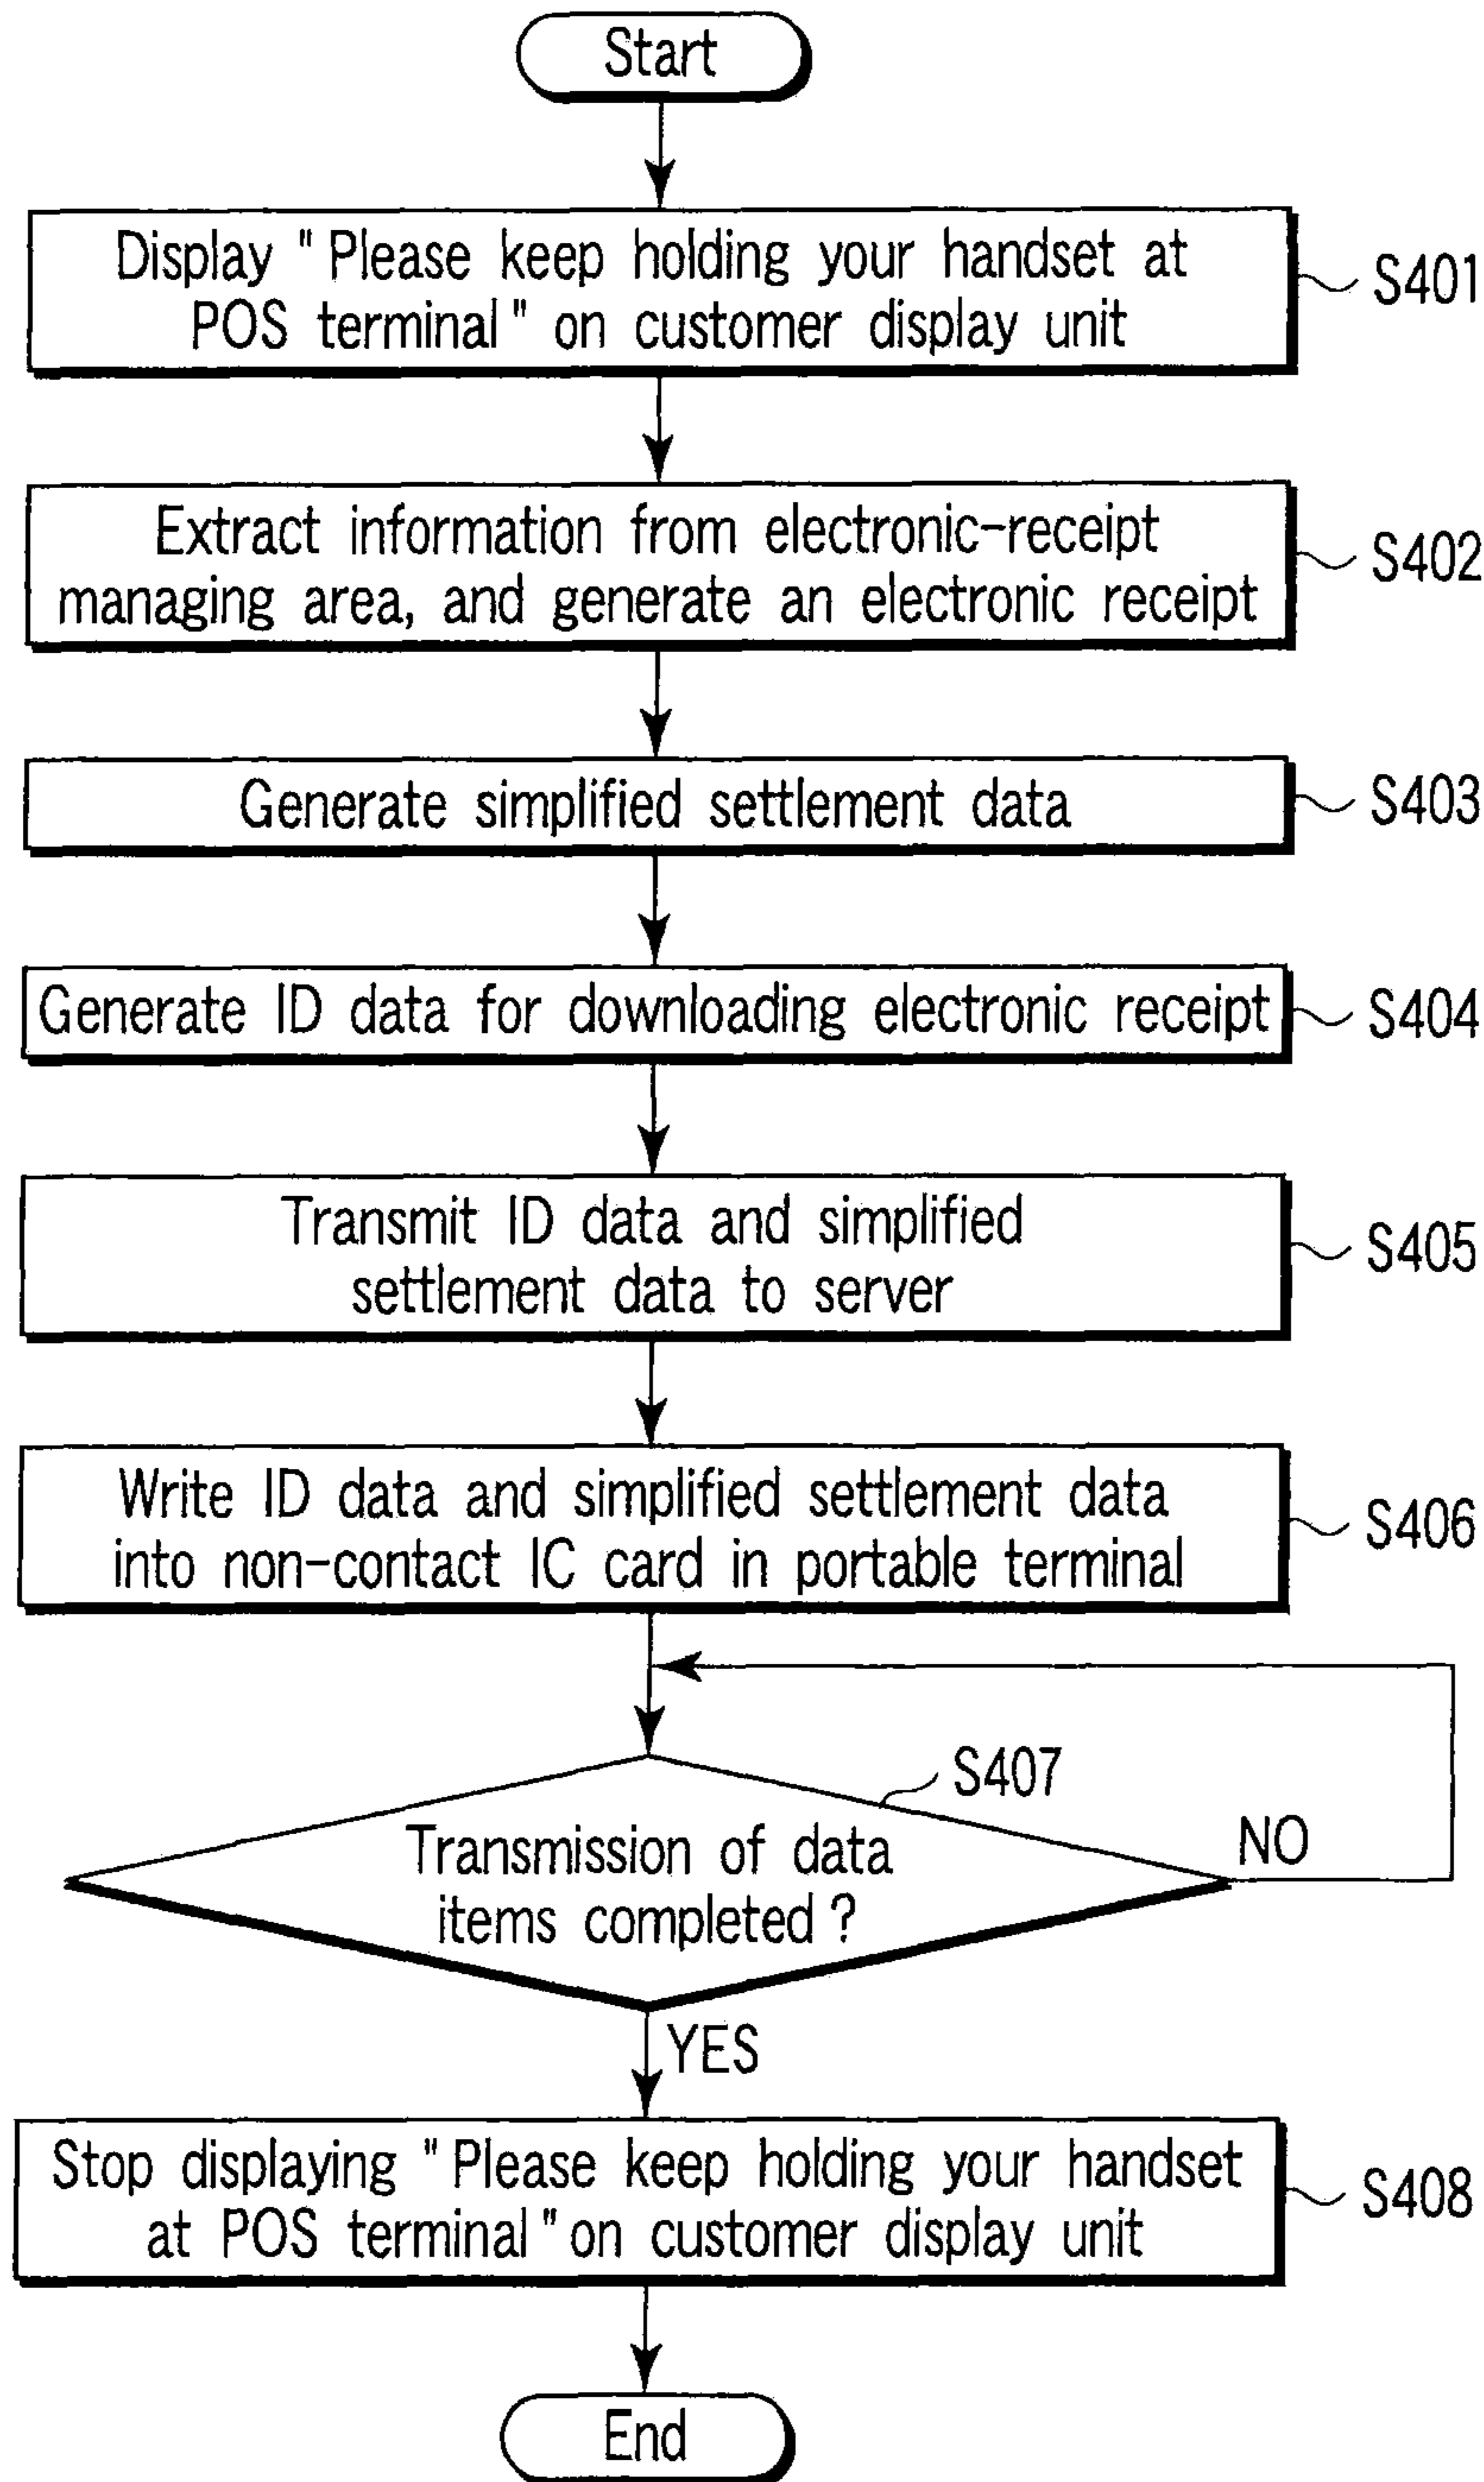 Start
Display "Please keep holding your handset at
POS terminal" on customer display unit
S401
Extract information from electronic-receipt
managing area, and generate an electronic receipt
S402
Generate simplified settlement data
S403
Generate ID data for downloading electronic receipt
S404
Transmit ID data and simplified
settlement data to server
S405
Write ID data and simplified settlement data
into non-contact IC card in portable terminal
S406
S407
Transmission of data
items completed ?
NO
YES
Stop displaying "Please keep holding your handset
at POS terminal" on customer display unit
S408
End